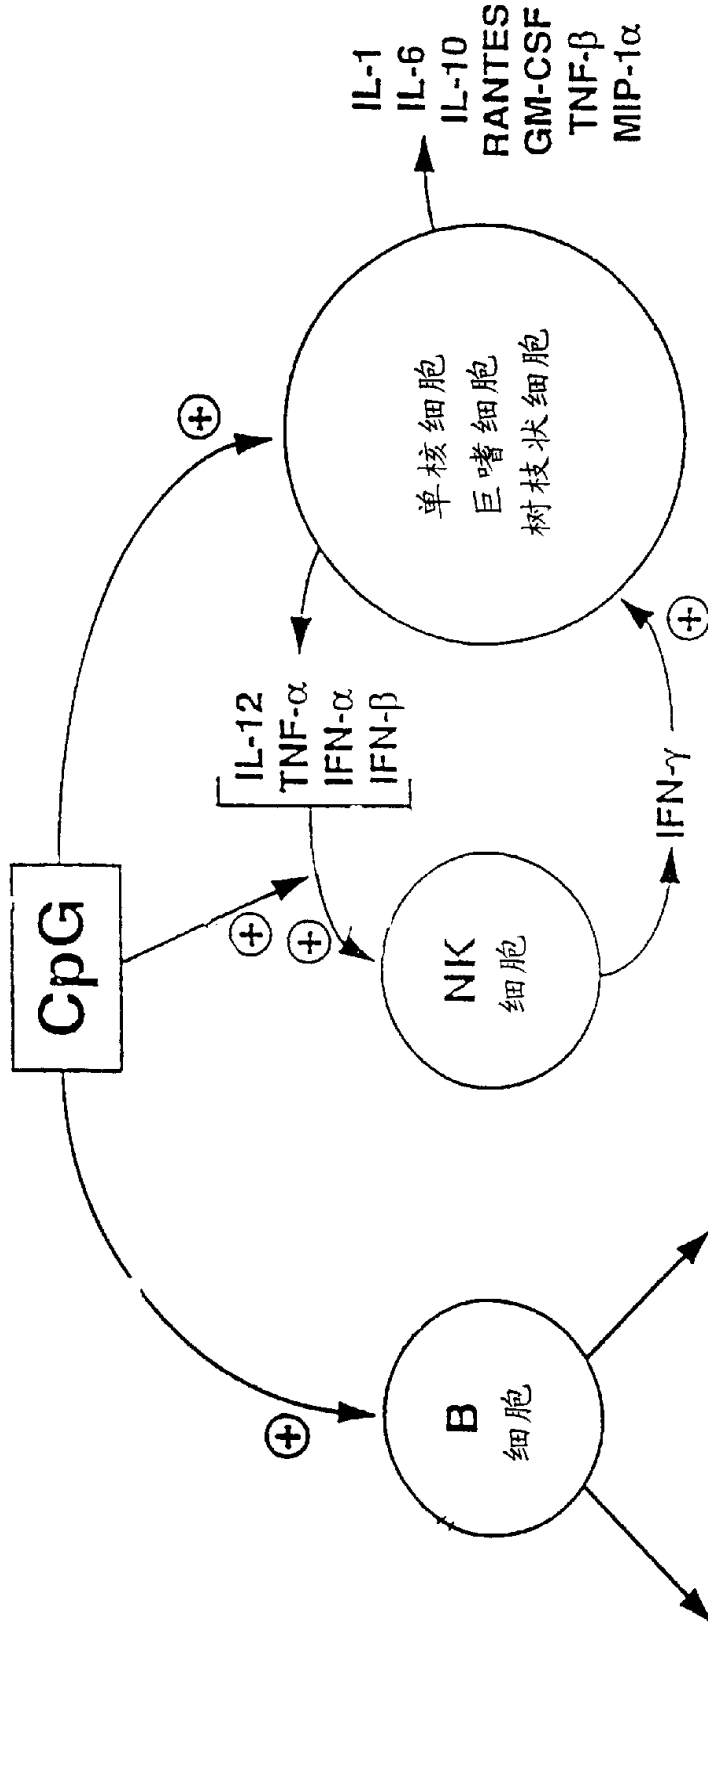 CpG
+
+
+
+
IL-12
TNF-α
IFN-α
IFN-β
IL-1
IL-6
IL-10
RANTES
GM-CSF
TNF-β
MIP-1α
B
细胞
NK
细胞
单核细胞
巨嗜细胞
树枝状细胞
IFN-γ
+